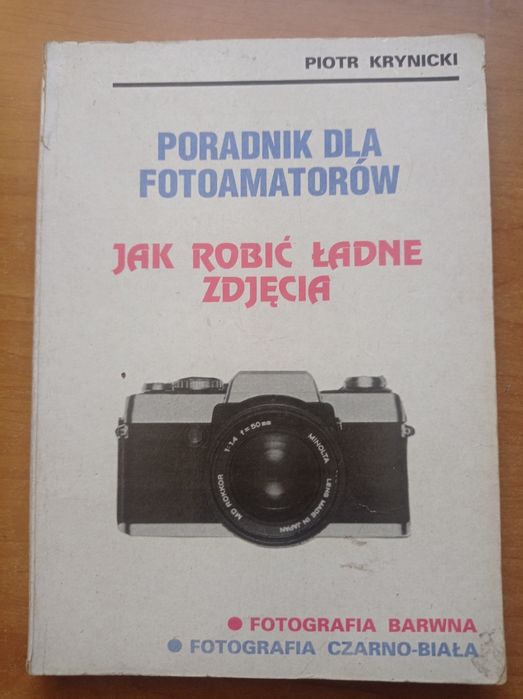 PIOTR KRYNICKI
PORADNIK DLA
FOTOAMATORÓW
JAK ROBIĆ ŁADNE
ZDJĘCIA
MD ROKKOR 1:1.4 f=50mm MINOLTA LENS MADE IN JAPAN
• FOTOGRAFIA BARWNA
• FOTOGRAFIA CZARNO-BIAŁA